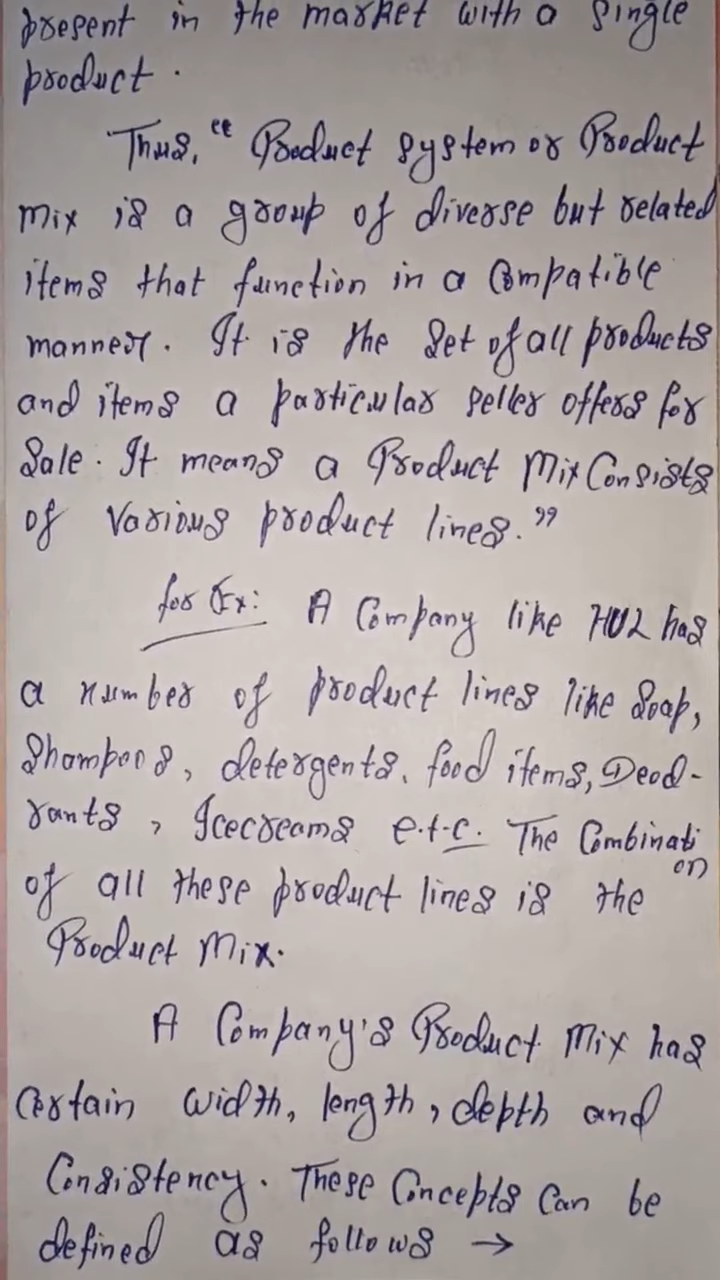 present in the market with a single
product.
Thus, “Product system or Product
mix is a group of diverse but related
items that function in a Compatible
manner. It is the Set of all products
and items a particular seller offers for
Sale. It means a Product Mix Consists
of Various product lines.”
for Ex: A Company like HUL has
a number of product lines like Soap,
Shampoos, detergents, food items, Deod-
rants, Icecreams e.t.c. The Combinati
on
of all these product lines is the
Product Mix.
A Company's Product Mix has
Certain width, length, depth and
Consistency. These Concepts Can be
defined as follows →